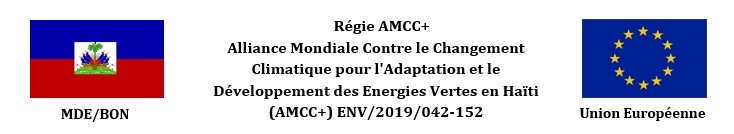 Régie AMCC+
Alliance Mondiale Contre le Changement
Climatique pour l'Adaptation et le
Développement des Energies Vertes en Haïti
(AMCC+) ENV/2019/042-152
MDE/BON
Union Européenne